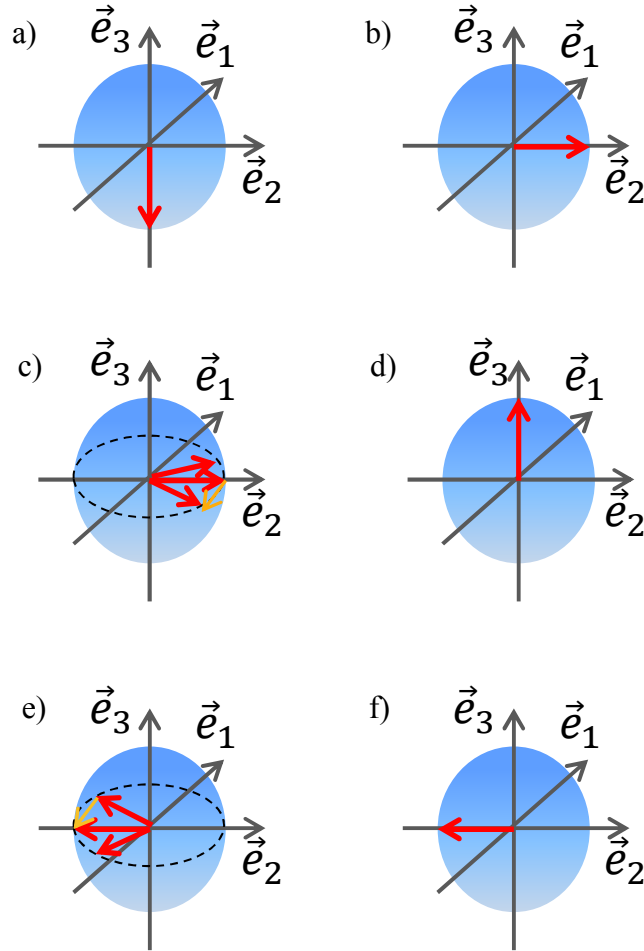 a) e⃗₃ e⃗₁ e⃗₂
b) e⃗₃ e⃗₁ e⃗₂
c) e⃗₃ e⃗₁ e⃗₂
d) e⃗₃ e⃗₁ e⃗₂
e) e⃗₃ e⃗₁ e⃗₂
f) e⃗₃ e⃗₁ e⃗₂